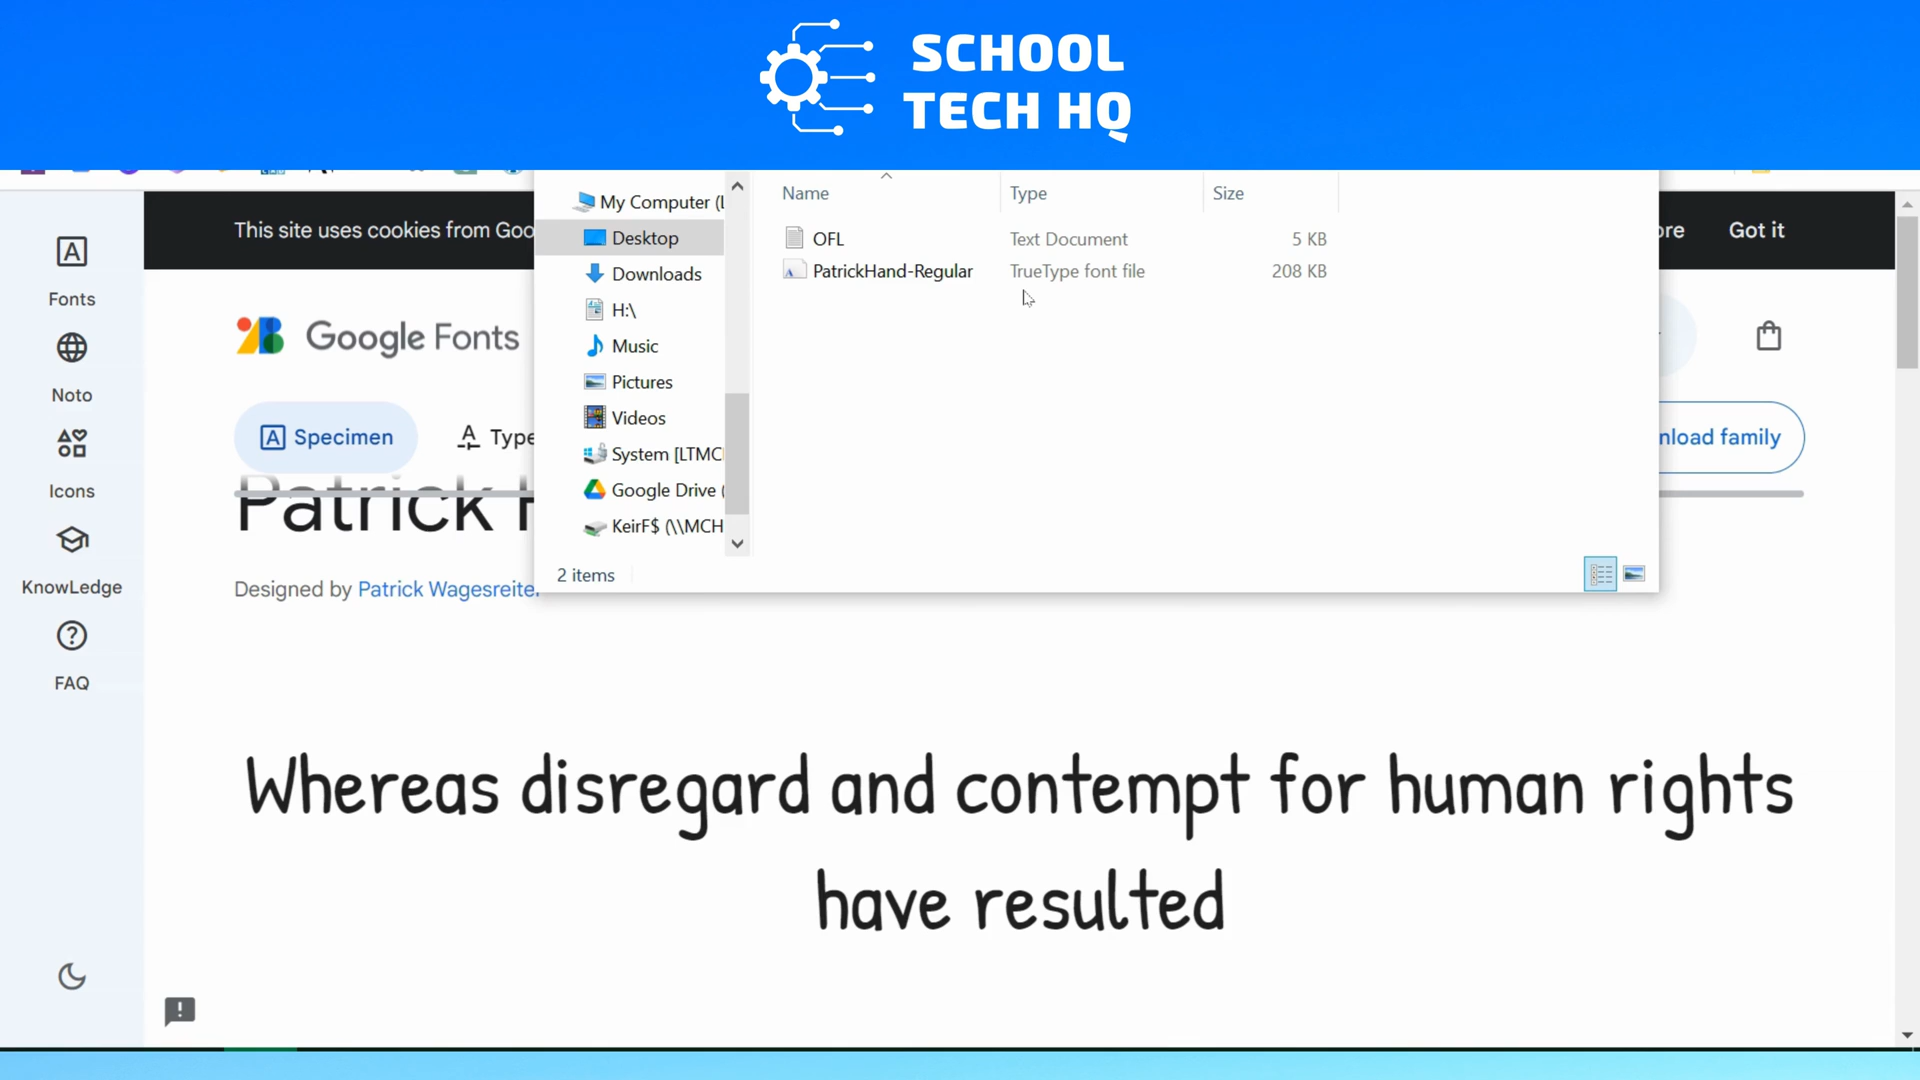 SCHOOL
TECH HQ
Name
Type
Size
My Computer (L
Desktop
Downloads
H:\
Music
Pictures
Videos
System [LTMC
Google Drive (
KeirF$ (\\MCH
OFL
Text Document
5 KB
PatrickHand-Regular
TrueType font file
208 KB
2 items
This site uses cookies from Goo
ore
Got it
Fonts
Noto
Icons
KnowLedge
FAQ
Google Fonts
Specimen
Type
nload family
Patrick H
Designed by Patrick Wagesreiter
Whereas disregard and contempt for human rights
have resulted